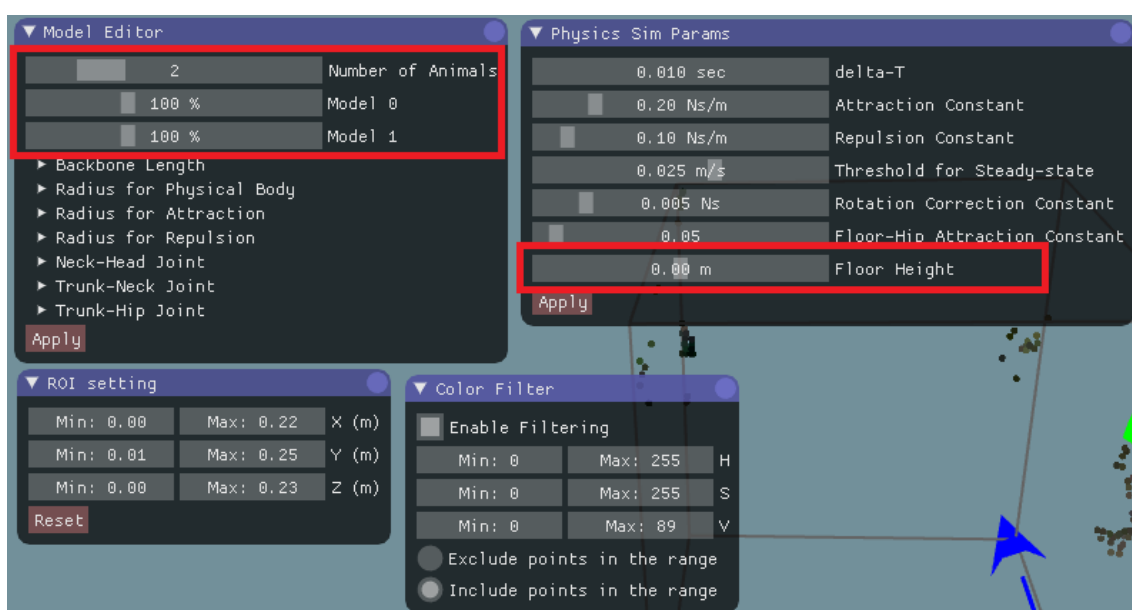 Model Editor
2 Number of Animals
100 % Model 0
100 % Model 1
Backbone Length
Radius for Physical Body
Radius for Attraction
Radius for Repulsion
Neck-Head Joint
Trunk-Neck Joint
Trunk-Hip Joint
Apply
Physics Sim Params
0.010 sec delta-T
0.20 Ns/m Attraction Constant
0.10 Ns/m Repulsion Constant
0.025 m/s Threshold for Steady-state
0.005 Ns Rotation Correction Constant
0.05 Floor-Hip Attraction Constant
0.00 m Floor Height
Apply
ROI setting
Min: 0.00 Max: 0.22 X (m)
Min: 0.01 Max: 0.25 Y (m)
Min: 0.00 Max: 0.23 Z (m)
Reset
Color Filter
Enable Filtering
Min: 0 Max: 255 H
Min: 0 Max: 255 S
Min: 0 Max: 89 V
Exclude points in the range
Include points in the range